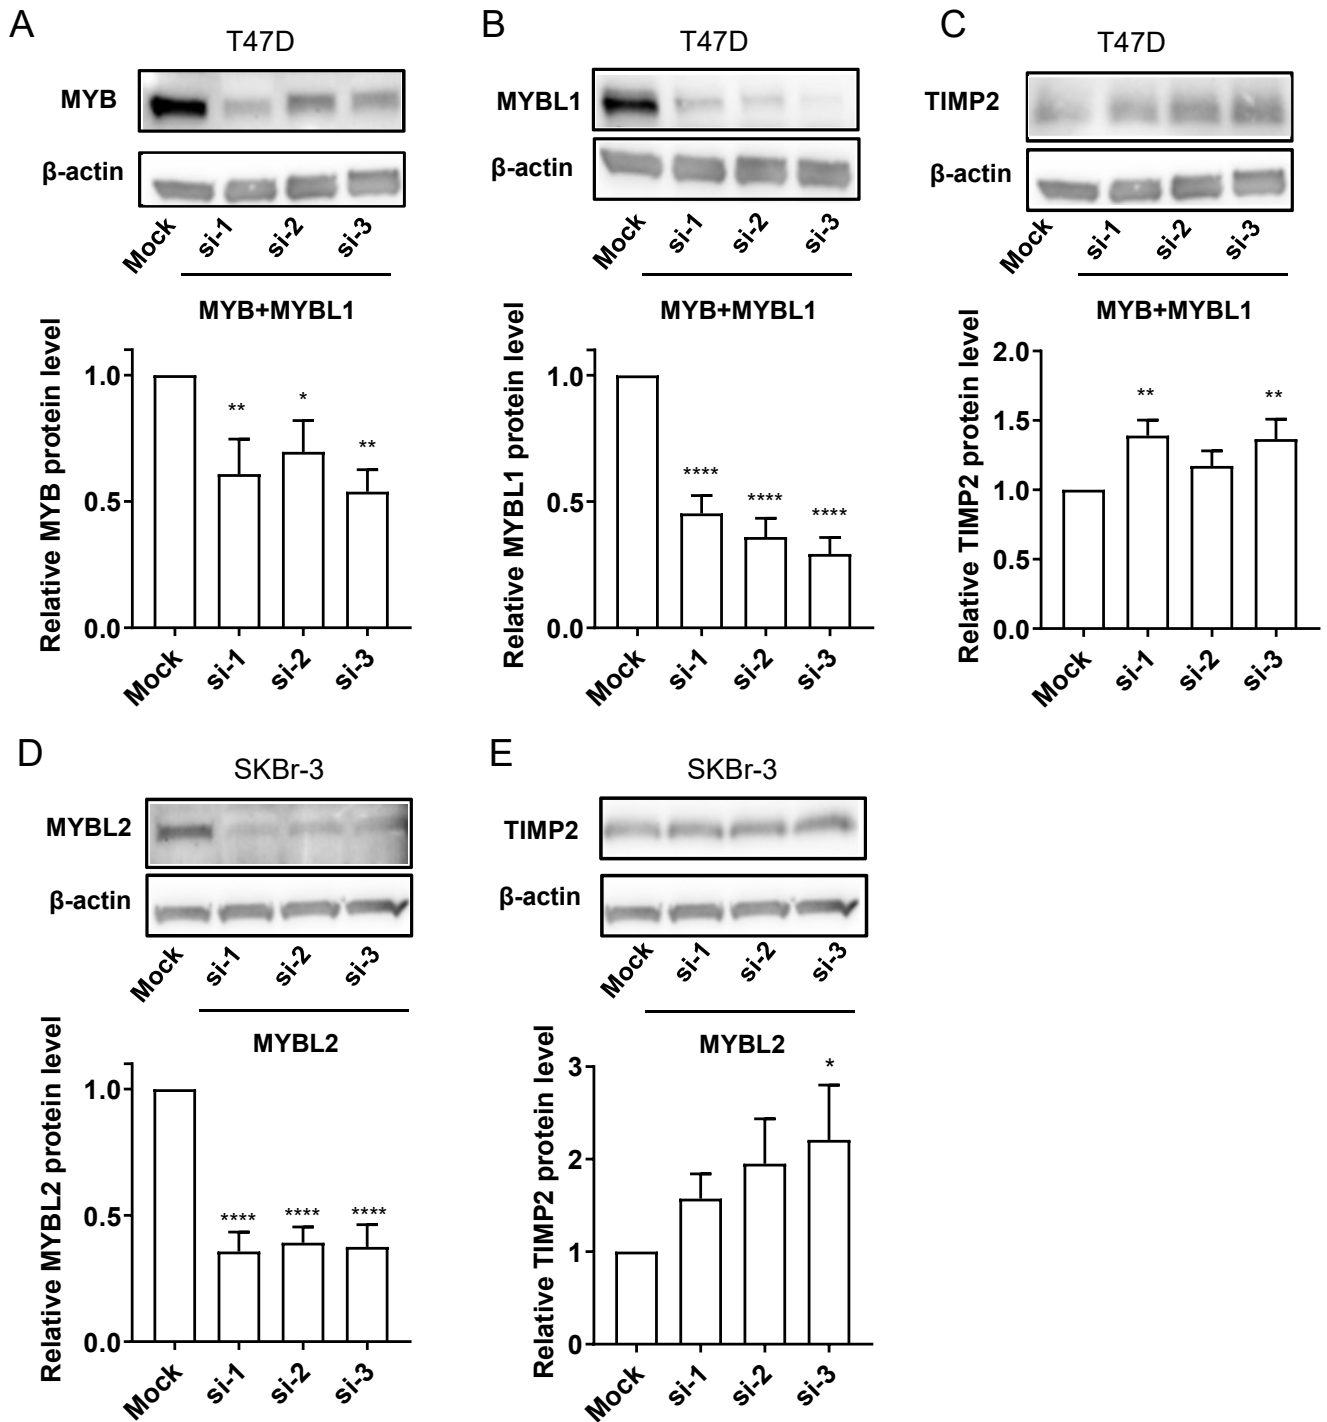 A
T47D
MYB
β-actin
Mock
si-1
si-2
si-3
MYB+MYBL1
Relative MYB protein level
1.0
0.5
0.0
**
*
**
Mock
si-1
si-2
si-3
B
T47D
MYBL1
β-actin
Mock
si-1
si-2
si-3
MYB+MYBL1
Relative MYBL1 protein level
1.0
0.5
0.0
****
****
****
Mock
si-1
si-2
si-3
C
T47D
TIMP2
β-actin
Mock
si-1
si-2
si-3
MYB+MYBL1
Relative TIMP2 protein level
2.0
1.5
1.0
0.5
0.0
**
**
Mock
si-1
si-2
si-3
D
SKBr-3
MYBL2
β-actin
Mock
si-1
si-2
si-3
MYBL2
Relative MYBL2 protein level
1.0
0.5
0.0
****
****
****
Mock
si-1
si-2
si-3
E
SKBr-3
TIMP2
β-actin
Mock
si-1
si-2
si-3
MYBL2
Relative TIMP2 protein level
3
2
1
0
*
Mock
si-1
si-2
si-3